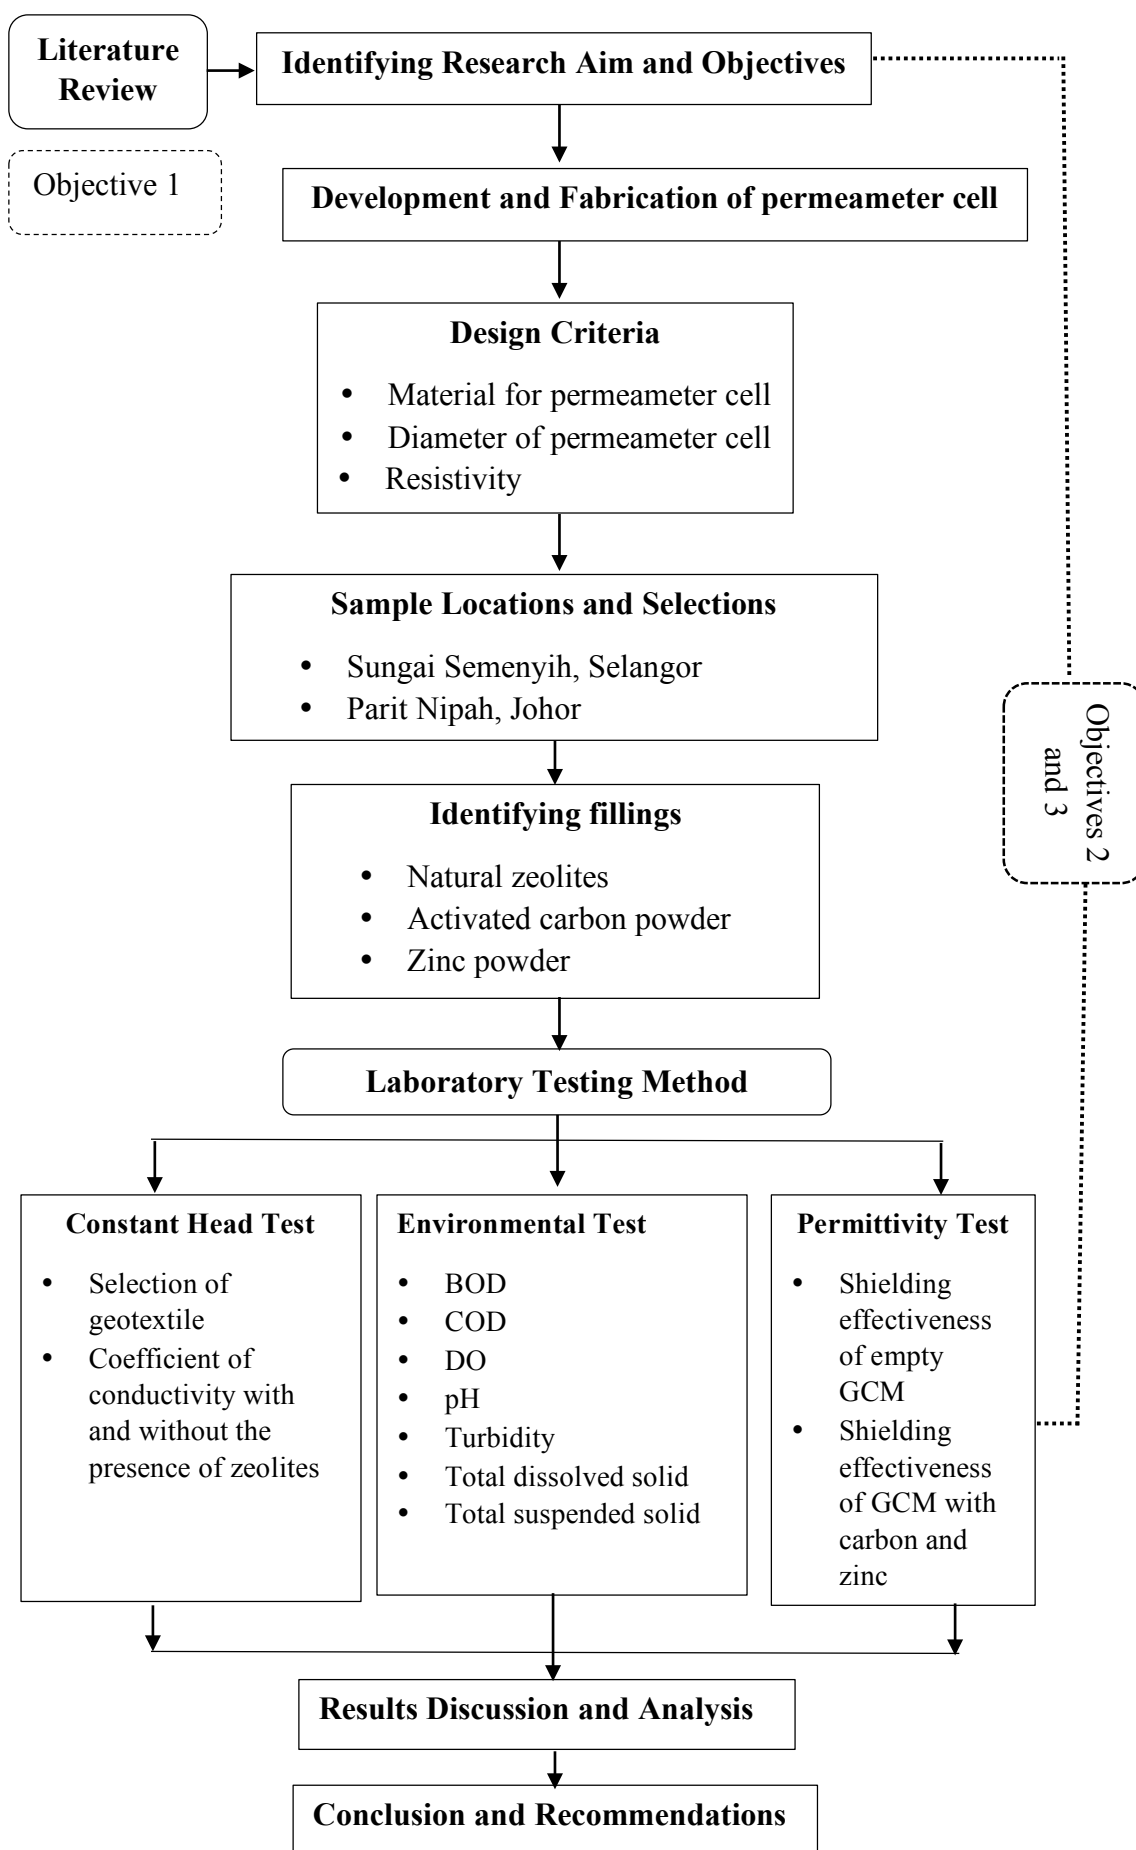 Literature
Review
Identifying Research Aim and Objectives
Objective 1
Development and Fabrication of permeameter cell
Design Criteria
• Material for permeameter cell
• Diameter of permeameter cell
• Resistivity
Sample Locations and Selections
• Sungai Semenyih, Selangor
• Parit Nipah, Johor
Objectives 2
and 3
Identifying fillings
• Natural zeolites
• Activated carbon powder
• Zinc powder
Laboratory Testing Method
Constant Head Test
• Selection of
geotextile
• Coefficient of
conductivity with
and without the
presence of zeolites
Environmental Test
• BOD
• COD
• DO
• pH
• Turbidity
• Total dissolved solid
• Total suspended solid
Permittivity Test
• Shielding
effectiveness
of empty
GCM
• Shielding
effectiveness
of GCM with
carbon and
zinc
Results Discussion and Analysis
Conclusion and Recommendations